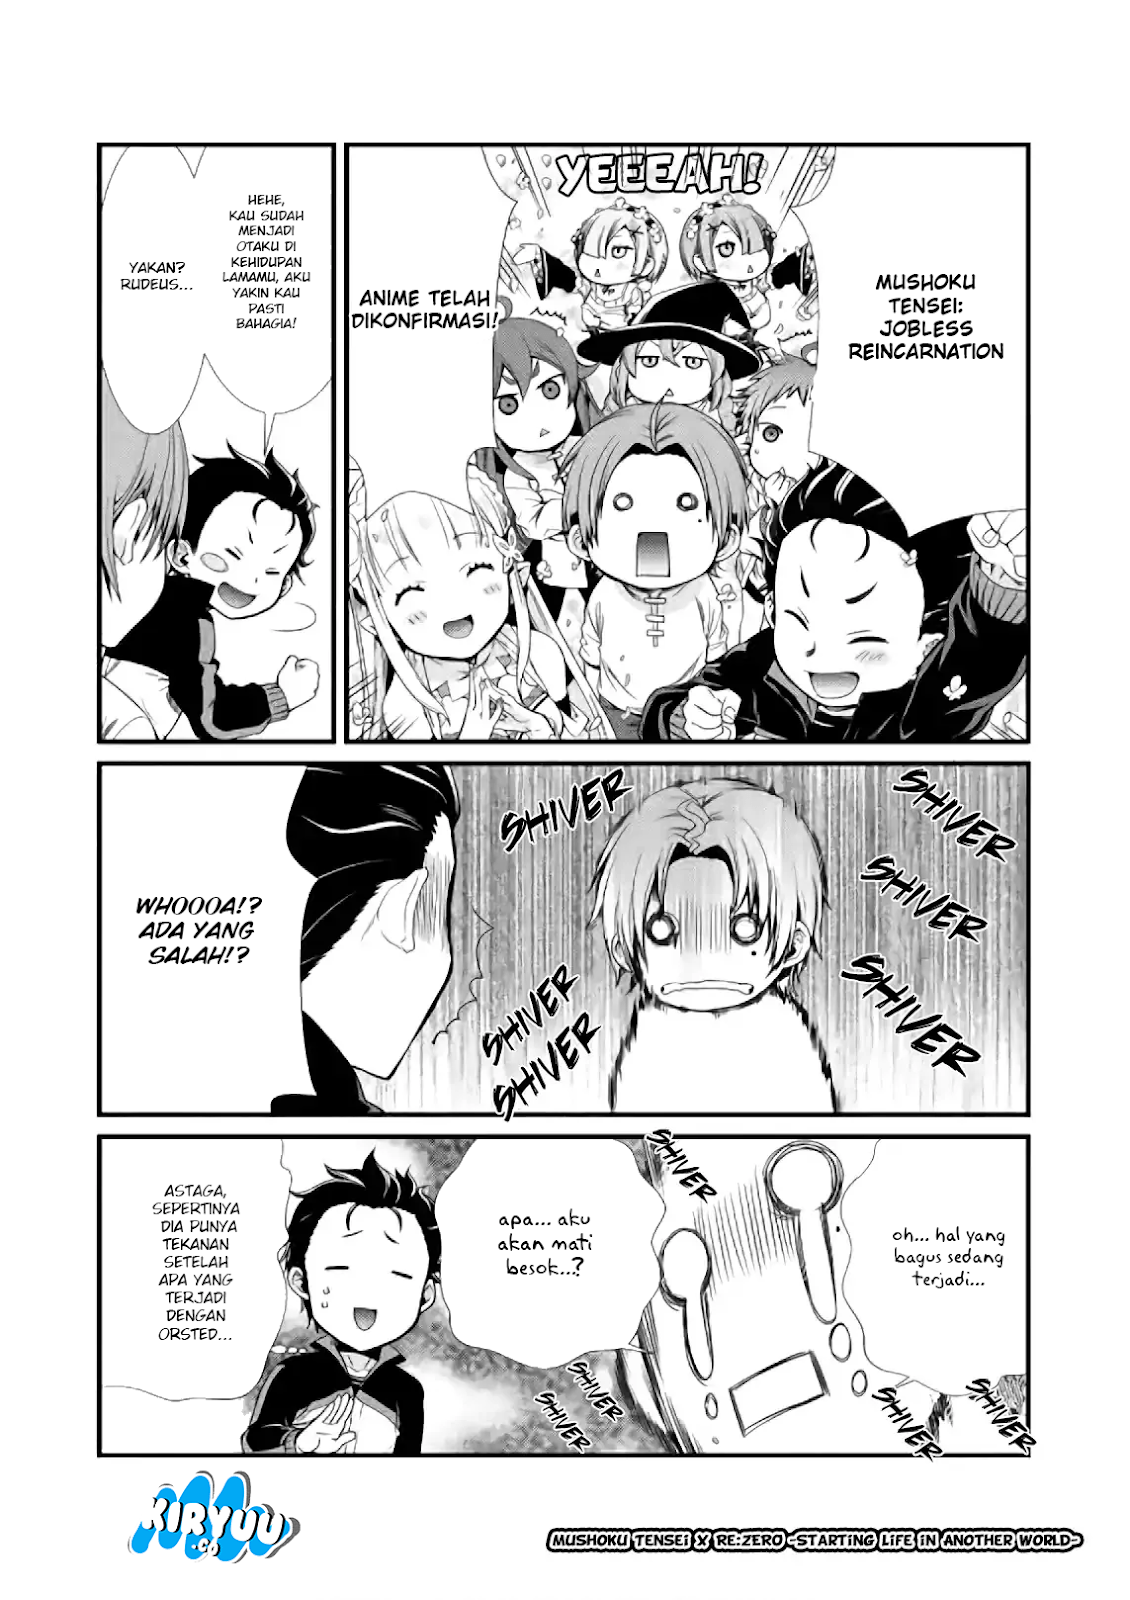 YEEEAH!
MUSHOKU
TENSEI:
JOBLESS
REINCARNATION
ANIME TELAH
DIKONFIRMASI!
HEHE,
KAU SUDAH
MENJADI
OTAKU DI
KEHIDUPAN
LAMAMU, AKU
YAKIN KAU
PASTI
BAHAGIA!
YAKAN?
RUDEUS...
SHIVER
SHIVER
SHIVER
SHIVER
SHIVER
SHIVER
WHOOOA!?
ADA YANG
SALAH!?
SHIVER
oh... hal yang
bagus sedang
terjadi...
apa... aku
akan mati
besok...?
SHIVER
SHIVER
SHIVER
SHIVER
ASTAGA,
SEPERTINYA
DIA PUNYA
TEKANAN
SETELAH
APA YANG
TERJADI
DENGAN
ORSTED...
KIRYUU
.CO
MUSHOKU TENSEI X RE:ZERO -STARTING LIFE IN ANOTHER WORLD-